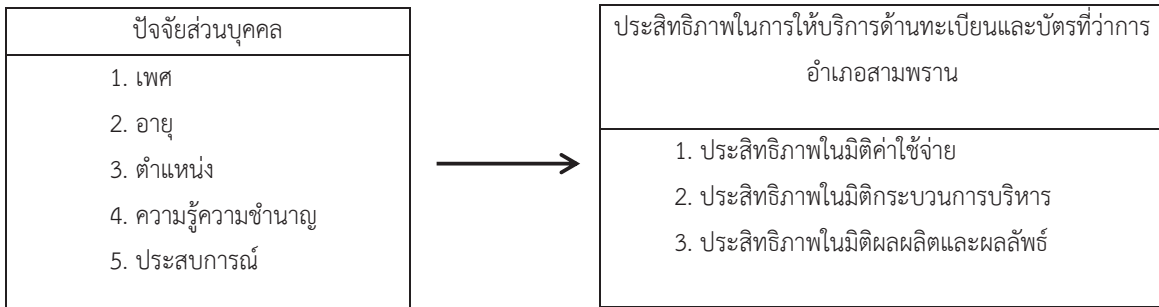 ปัจจัยส่วนบุคคล
1. เพศ
2. อายุ
3. ตำแหน่ง
4. ความรู้ความชำนาญ
5. ประสบการณ์
ประสิทธิภาพในการให้บริการด้านทะเบียนและบัตรที่ว่าการ
อำเภอสามพราน
1. ประสิทธิภาพในมิติค่าใช้จ่าย
2. ประสิทธิภาพในมิติกระบวนการบริหาร
3. ประสิทธิภาพในมิติผลผลิตและผลลัพธ์